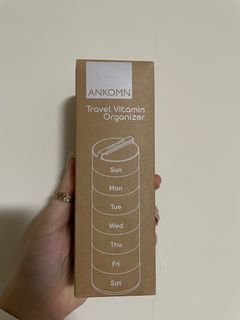 ANKOMN
Travel Vitamin
Organizer
Sun
Mon
Tue
Wed
Thu
Fri
Sat